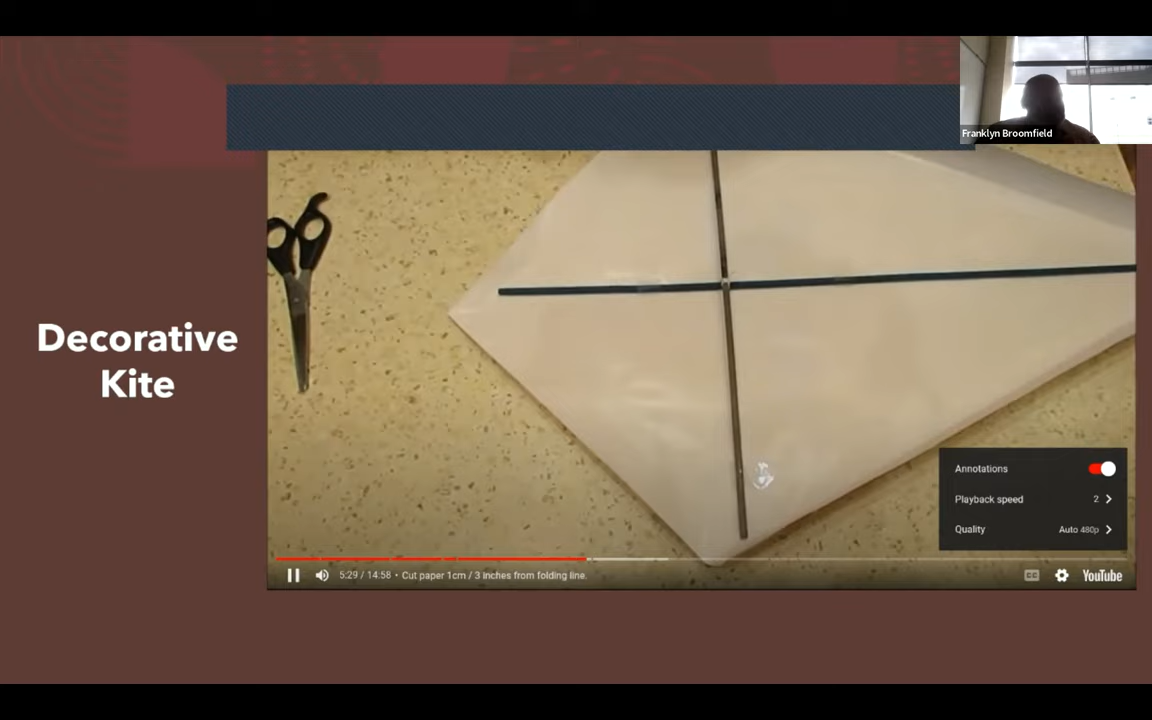 Franklyn Broomfield
Decorative
Kite
Annotations
Playback speed 2
Quality Auto 480p
5:29 / 14:58 • Cut paper 1cm / 3 inches from folding line.
CC
YouTube